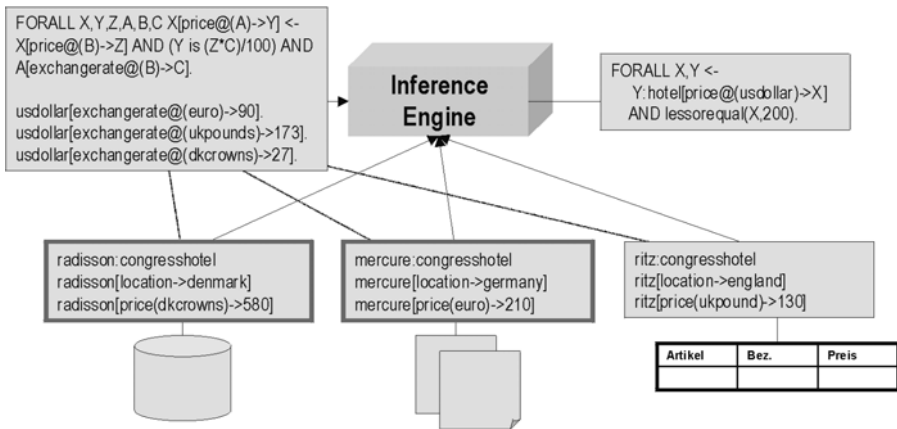 FORALL X,Y,Z,A,B,C X[price@(A)->Y] <-
X[price@(B)->Z] AND (Y is (Z*C)/100) AND
A[exchangerate@(B)->C].
usdollar[exchangerate@(euro)->90].
usdollar[exchangerate@(ukpounds)->173].
usdollar[exchangerate@(dkcrowns)->27].
Inference
Engine
FORALL X,Y <-
Y:hotel[price@(usdollar)->X]
AND lessorequal(X,200).
radisson:congresshotel
radisson[location->denmark]
radisson[price(dkcrowns)->580]
mercure:congresshotel
mercure[location->germany]
mercure[price(euro)->210]
ritz:congresshotel
ritz[location->england]
ritz[price(ukpound)->130]
Artikel Bez. Preis